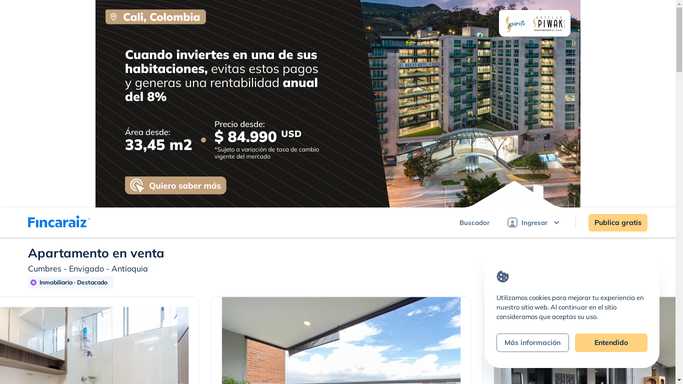 Cali, Colombia
Spiriti
HOTELES
PIWAK
Cuando inviertes en una de sus
habitaciones, evitas estos pagos
y generas una rentabilidad anual
del 8%
Área desde:
33,45 m2
Precio desde:
$ 84.990 USD
*Sujeto a variación de tasa de cambio
vigente del mercado
Quiero saber más
Fincaraiz
Buscador
Ingresar
Publica gratis
Apartamento en venta
Cumbres - Envigado - Antioquia
Inmobiliaria · Destacado
Utilizamos cookies para mejorar tu experiencia en
nuestro sitio web. Al continuar en el sitio
consideramos que aceptas su uso.
Más información
Entendido